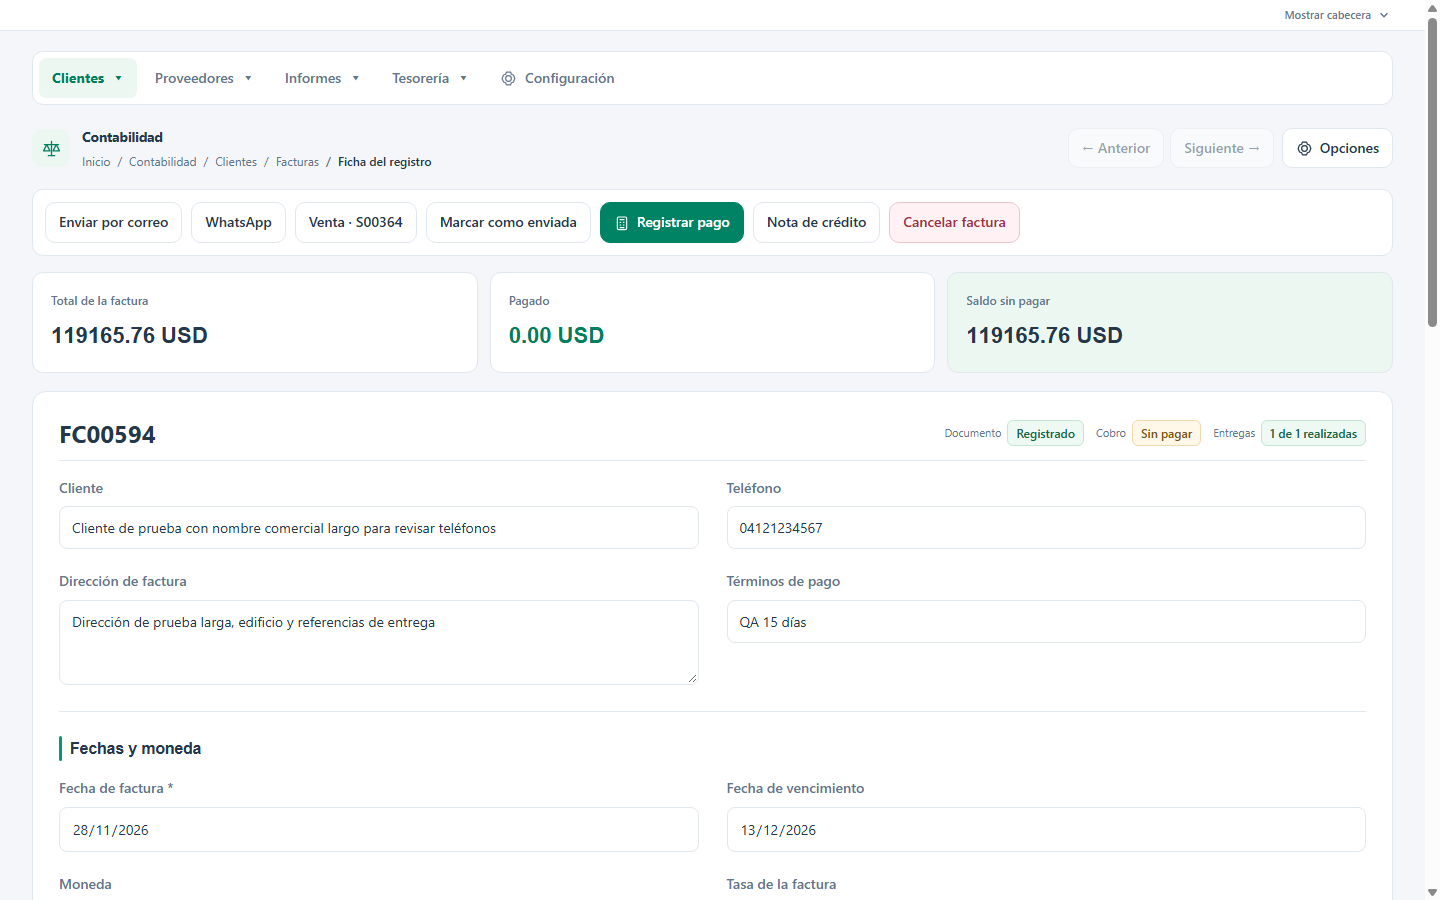 Mostrar cabecera
Clientes Proveedores Informes Tesorería Configuración
Contabilidad
Inicio / Contabilidad / Clientes / Facturas / Ficha del registro
← Anterior Siguiente → Opciones
Enviar por correo WhatsApp Venta · S00364 Marcar como enviada Registrar pago Nota de crédito Cancelar factura
Total de la factura Pagado Saldo sin pagar
119165.76 USD 0.00 USD 119165.76 USD
FC00594 Documento Registrado Cobro Sin pagar Entregas 1 de 1 realizadas
Cliente Teléfono
Cliente de prueba con nombre comercial largo para revisar teléfonos 04121234567
Dirección de factura Términos de pago
Dirección de prueba larga, edificio y referencias de entrega QA 15 días
Fechas y moneda
Fecha de factura * Fecha de vencimiento
28/11/2026 13/12/2026
Moneda Tasa de la factura